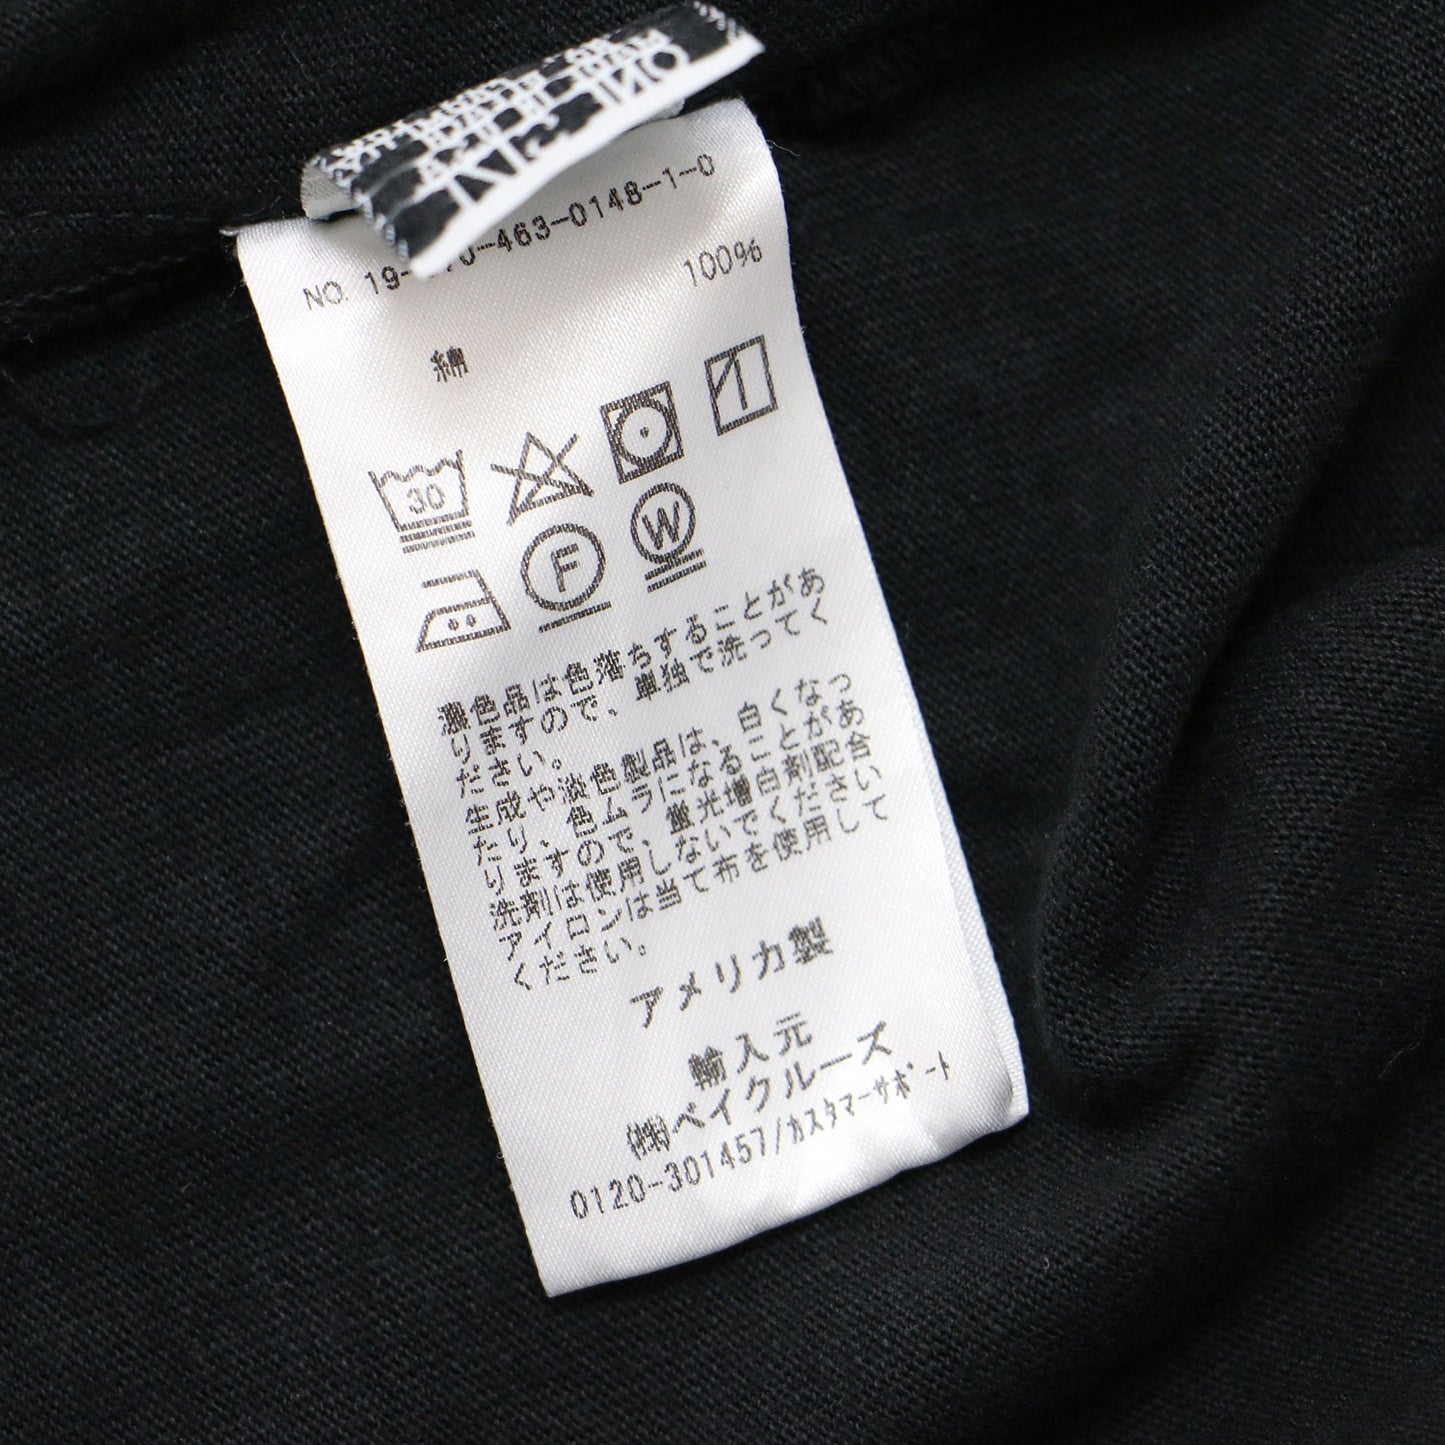 NO. 19- 70-463-0148-1-0
綿 100%
30
F
W
濃色品は色落ちすることがあ
りますので、単独で洗ってく
ださい。
生成や淡色製品は、白くなっ
たり、色ムラになることがあ
りますので、蛍光増白剤配合
洗剤は使用しないでください
アイロンは当て布を使用して
ください。
アメリカ製
輸入元
㈱ベイクルーズ
0120-301457/カスタマーサポート